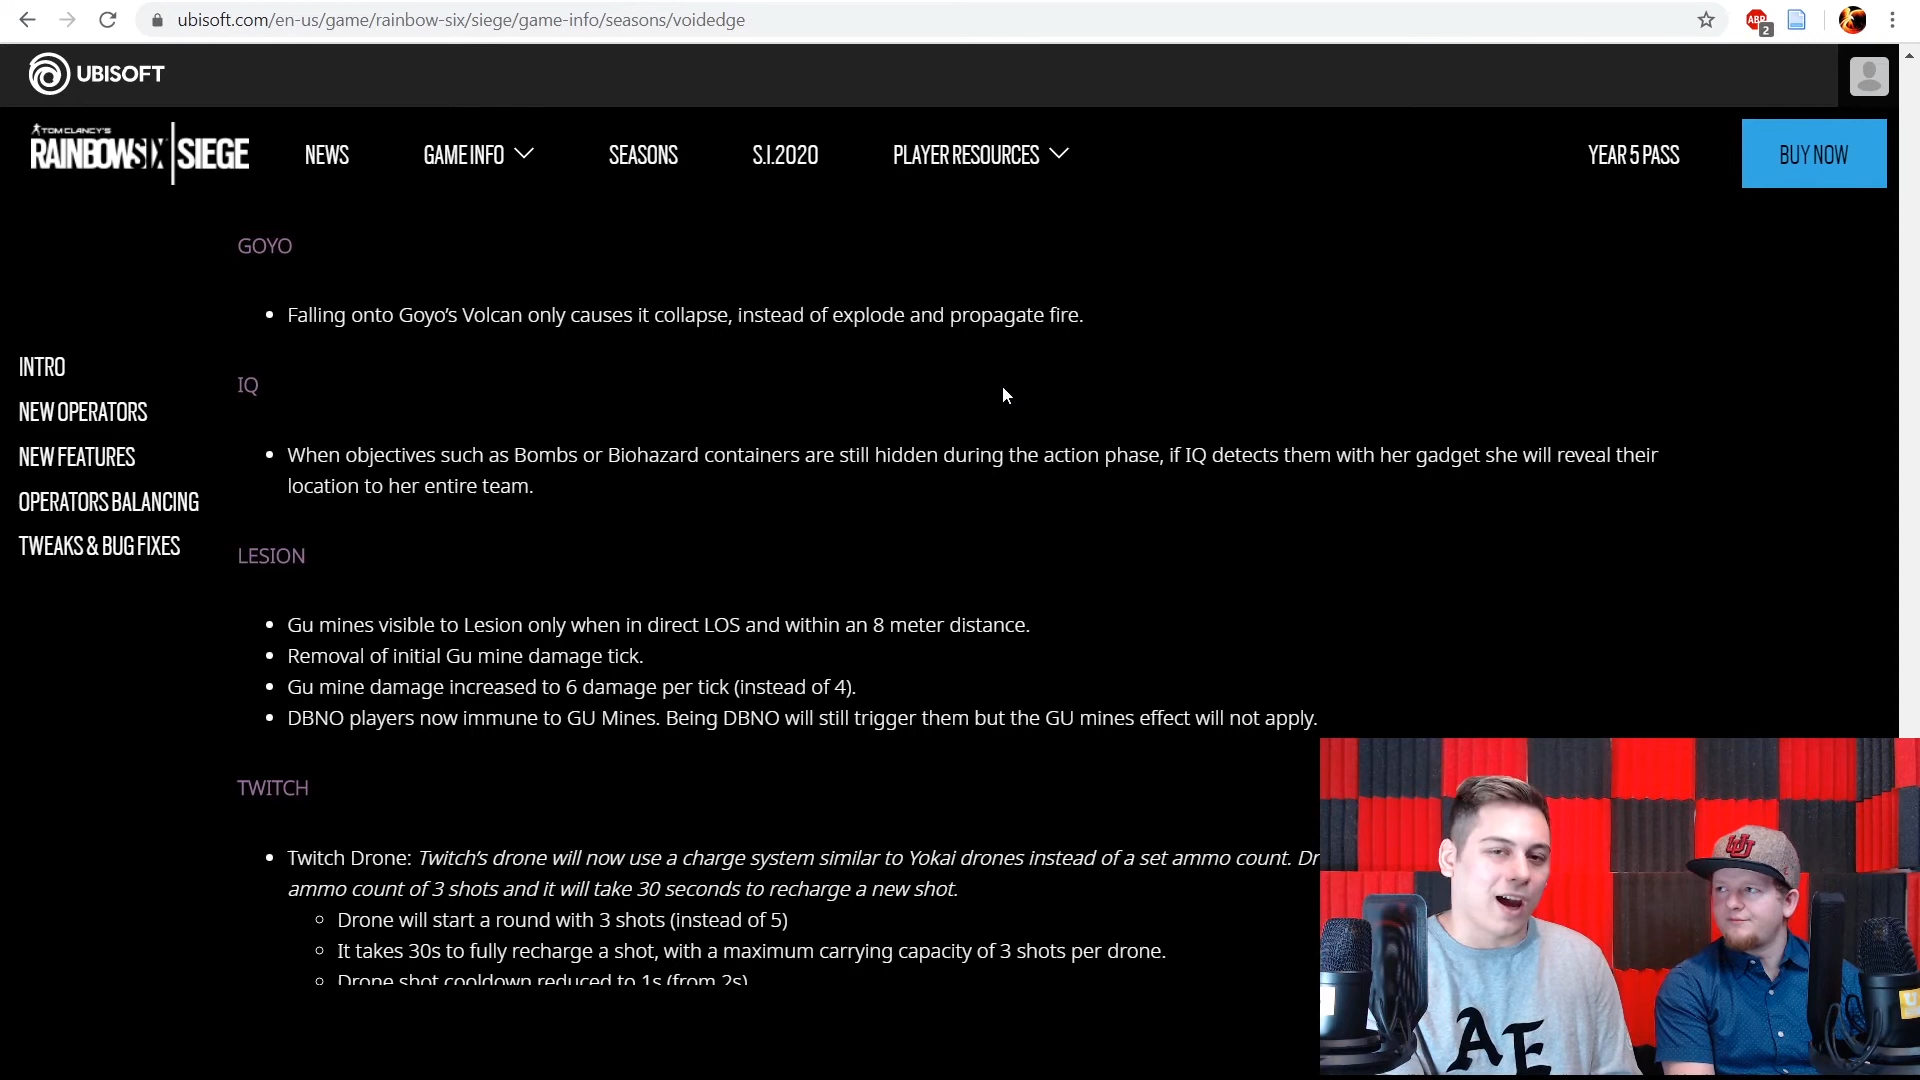 ubisoft.com/en-us/game/rainbow-six/siege/game-info/seasons/voidedge
ABP
2
UBISOFT
TOM CLANCY'S
RAINBOWSIX SIEGE
NEWS
GAME INFO
SEASONS
S.I.2020
PLAYER RESOURCES
YEAR 5 PASS
BUY NOW
INTRO
NEW OPERATORS
NEW FEATURES
OPERATORS BALANCING
TWEAKS & BUG FIXES
GOYO
• Falling onto Goyo's Volcan only causes it collapse, instead of explode and propagate fire.
IQ
• When objectives such as Bombs or Biohazard containers are still hidden during the action phase, if IQ detects them with her gadget she will reveal their
location to her entire team.
LESION
• Gu mines visible to Lesion only when in direct LOS and within an 8 meter distance.
• Removal of initial Gu mine damage tick.
• Gu mine damage increased to 6 damage per tick (instead of 4).
• DBNO players now immune to GU Mines. Being DBNO will still trigger them but the GU mines effect will not apply.
TWITCH
• Twitch Drone: Twitch's drone will now use a charge system similar to Yokai drones instead of a set ammo count. Dr
ammo count of 3 shots and it will take 30 seconds to recharge a new shot.
○ Drone will start a round with 3 shots (instead of 5)
○ It takes 30s to fully recharge a shot, with a maximum carrying capacity of 3 shots per drone.
○ Drone shot cooldown reduced to 1s (from 2s)
UU
AE